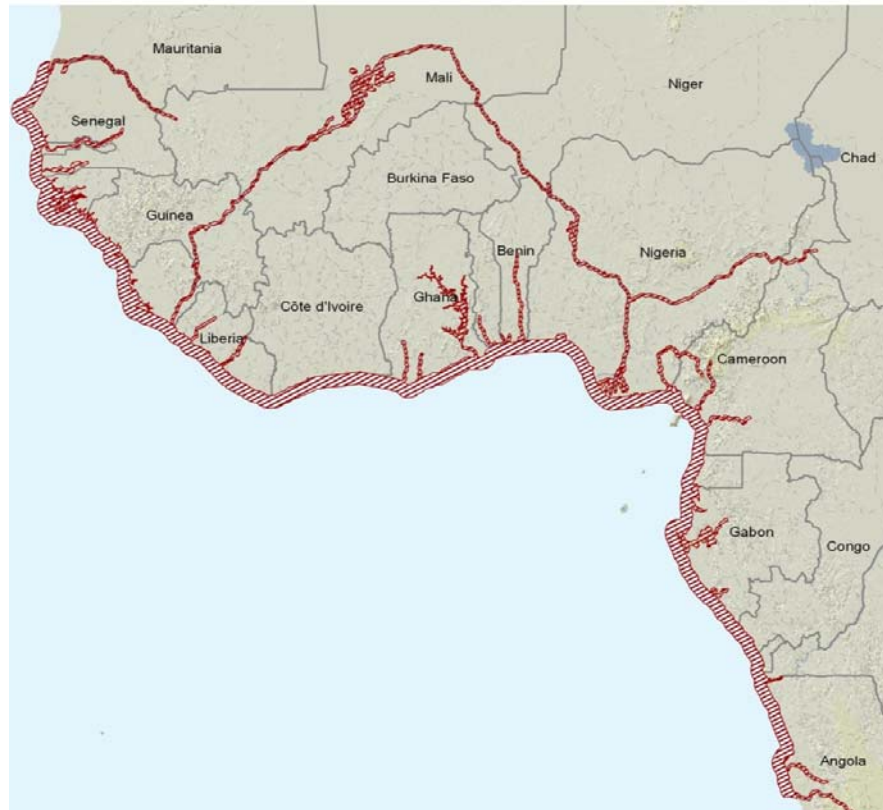 Mauritania
Mali
Niger
Senegal
Chad
Burkina Faso
Guinea
Benin
Nigeria
Ghana
Côte d'Ivoire
Liberia
Cameroon
Gabon
Congo
Angola